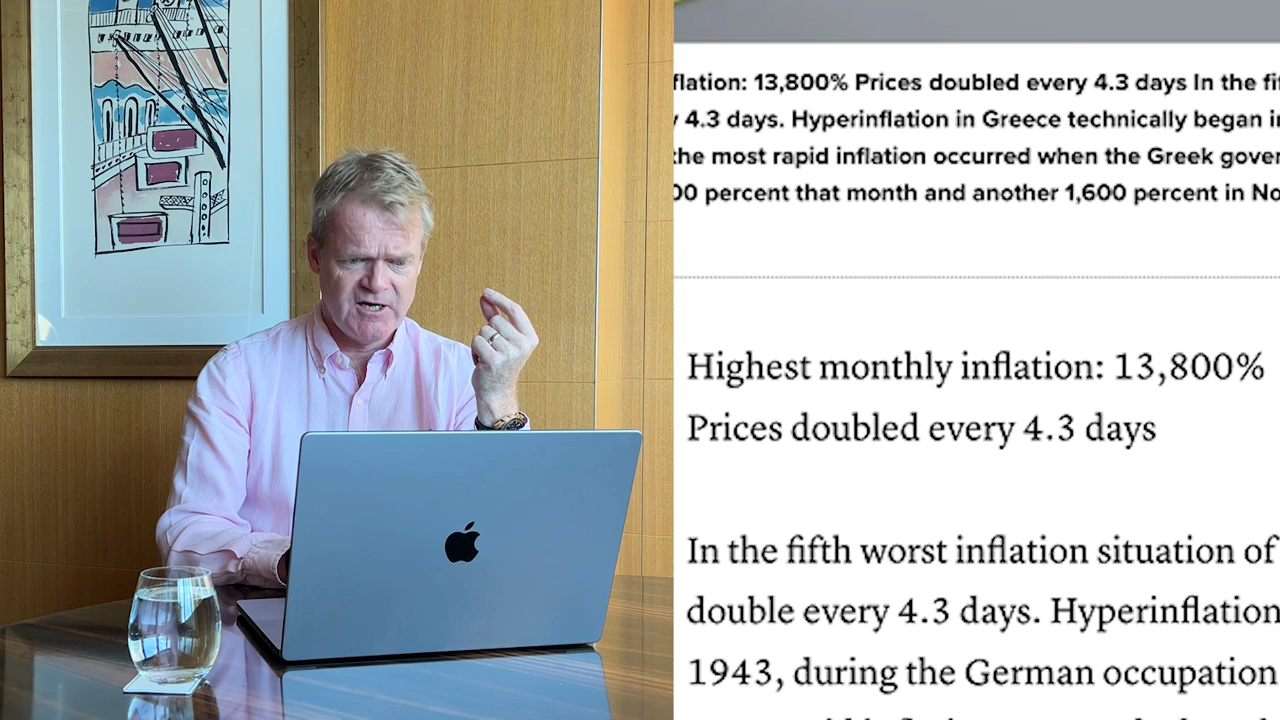 flation: 13,800% Prices doubled every 4.3 days In the fi
4.3 days. Hyperinflation in Greece technically began i
the most rapid inflation occurred when the Greek gover
00 percent that month and another 1,600 percent in No
Highest monthly inflation: 13,800%
Prices doubled every 4.3 days
In the fifth worst inflation situation of
double every 4.3 days. Hyperinflation
1943, during the German occupation